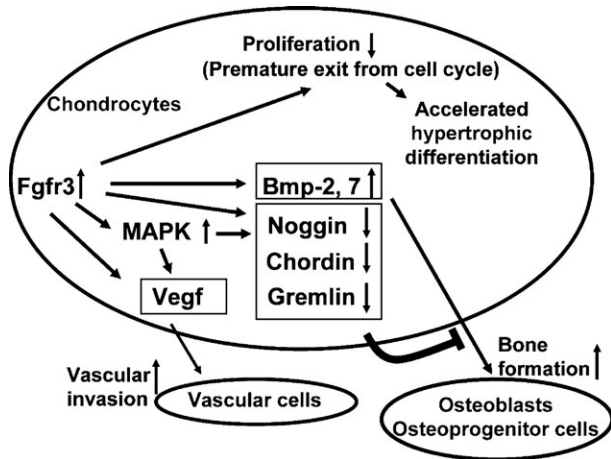 Proliferation ↓
(Premature exit from cell cycle)
Chondrocytes
Accelerated
hypertrophic
differentiation
Fgfr3 ↑
Bmp-2, 7 ↑
MAPK ↑
Noggin ↓
Chordin ↓
Gremlin ↓
Vegf
Vascular
invasion ↑
Vascular cells
Bone
formation ↑
Osteoblasts
Osteoprogenitor cells